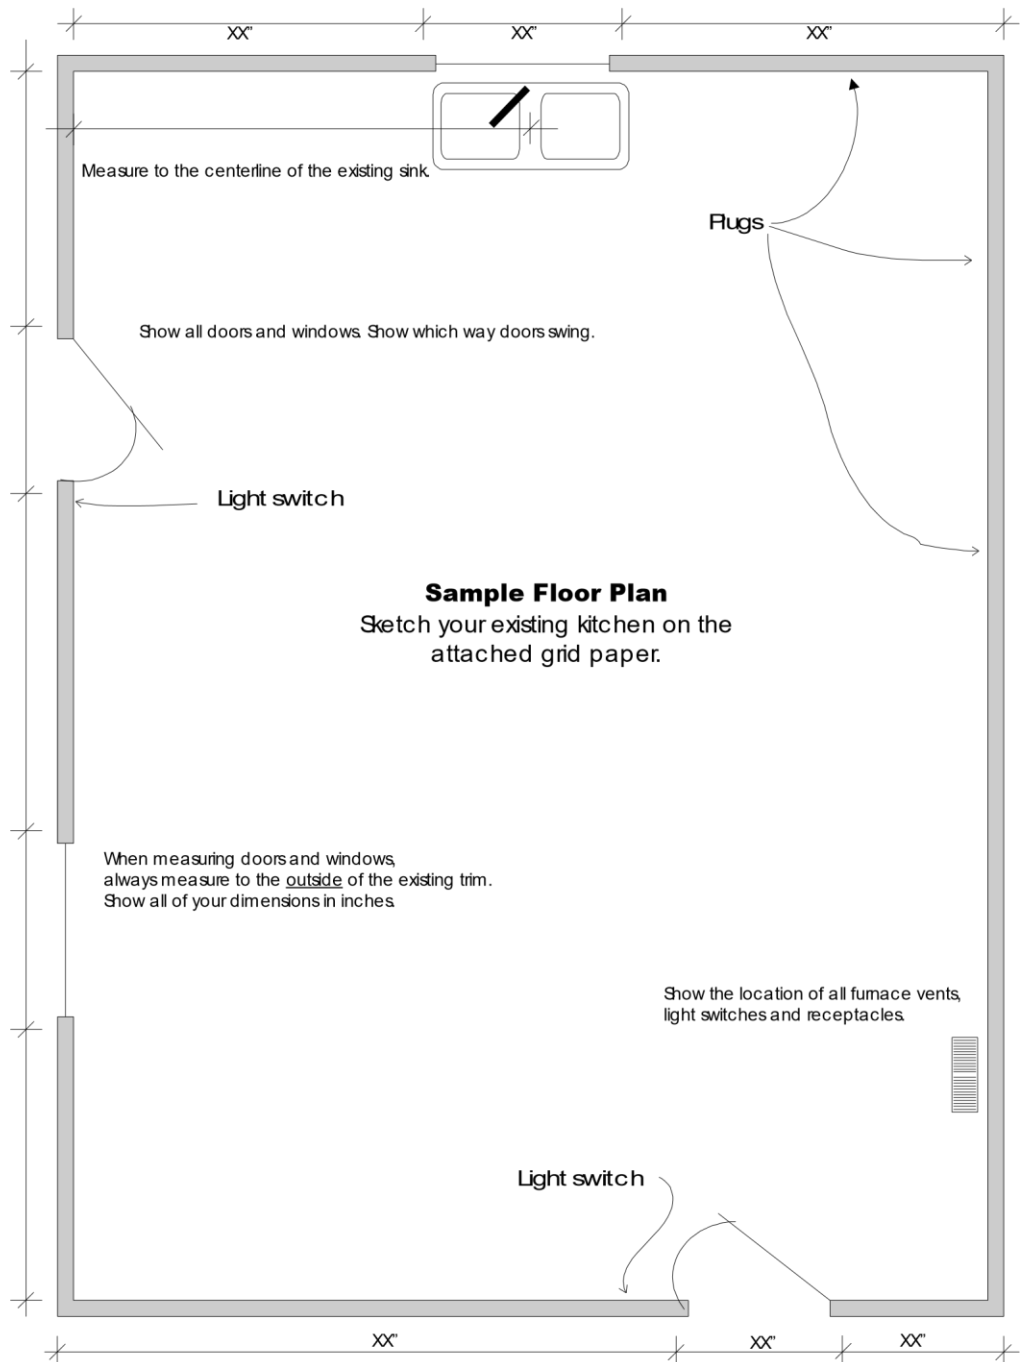 XX" XX" XX"
Measure to the centerline of the existing sink.
Plugs
Show all doors and windows. Show which way doors swing.
Light switch
Sample Floor Plan
Sketch your existing kitchen on the
attached grid paper.
When measuring doors and windows,
always measure to the outside of the existing trim.
Show all of your dimensions in inches.
Show the location of all furnace vents,
light switches and receptacles.
Light switch
XX" XX" XX"